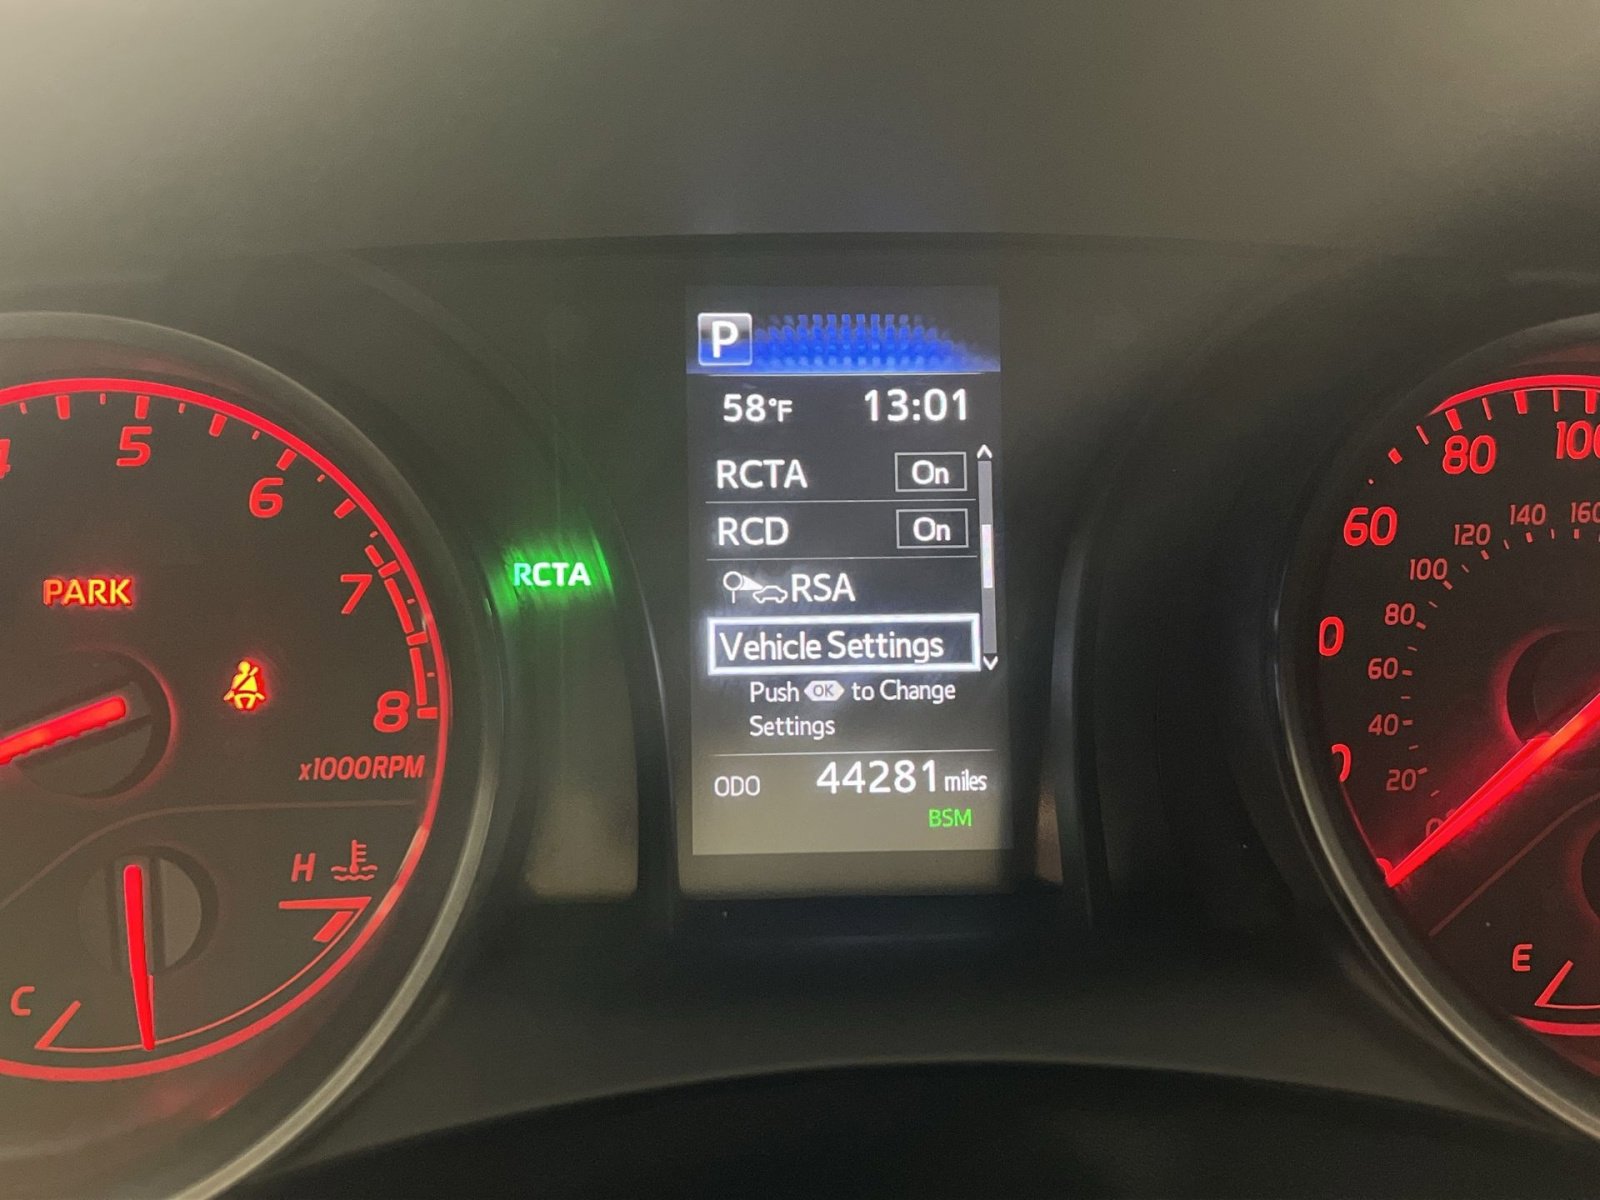 5
6
7
8
x1000RPM
PARK
H
C
RCTA
P
58°F 13:01
RCTA On
RCD On
RSA
Vehicle Settings
Push OK to Change
Settings
ODO 44281 miles
BSM
80
60
120
140
100
80
60
40
20
E